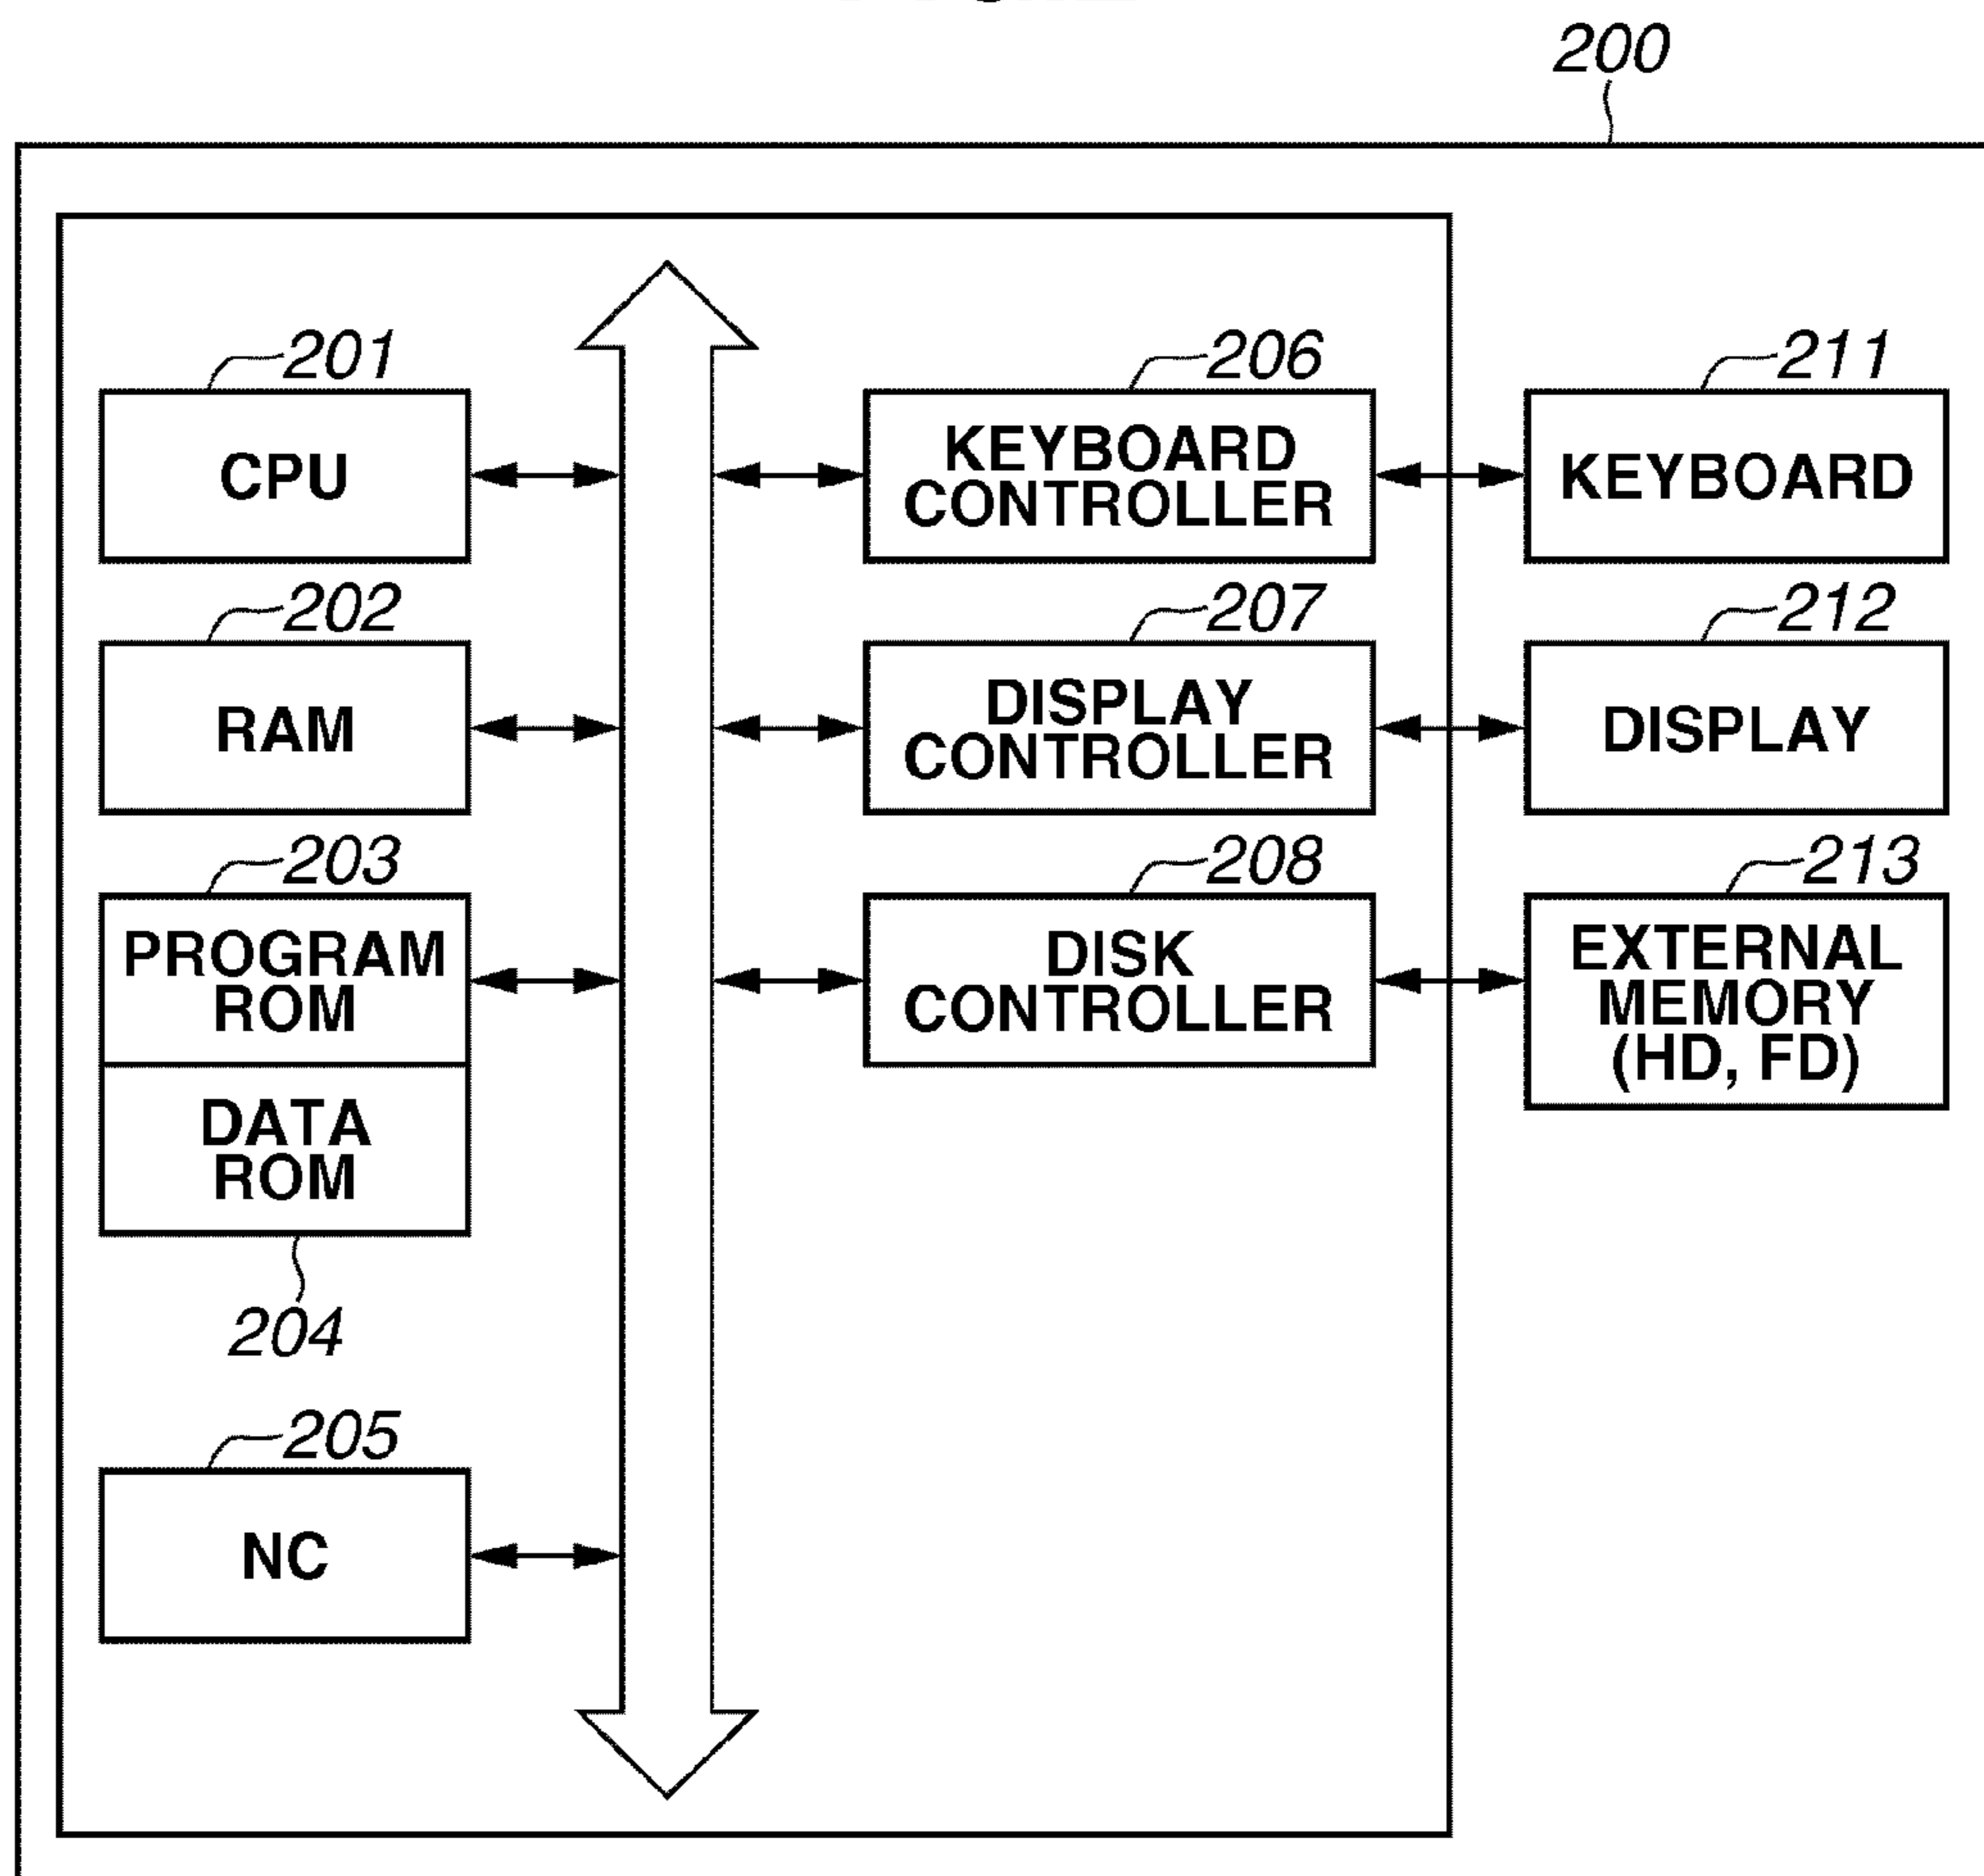 200
201
CPU
206
KEYBOARD
CONTROLLER
211
KEYBOARD
202
RAM
207
DISPLAY
CONTROLLER
212
DISPLAY
203
PROGRAM
ROM
208
DISK
CONTROLLER
213
EXTERNAL
MEMORY
(HD, FD)
DATA
ROM
204
205
NC